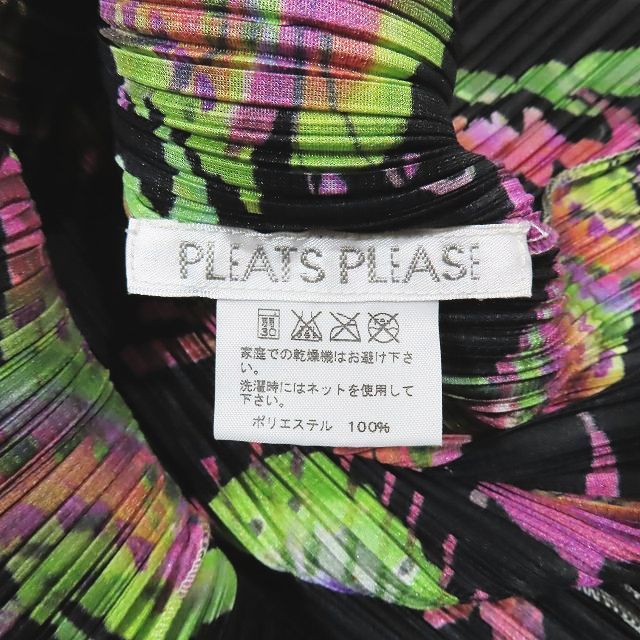 PLEATS PLEASE
家庭での乾燥機はお避け下さ
い。
洗濯時にはネットを使用して
下さい。
ポリエステル 100%